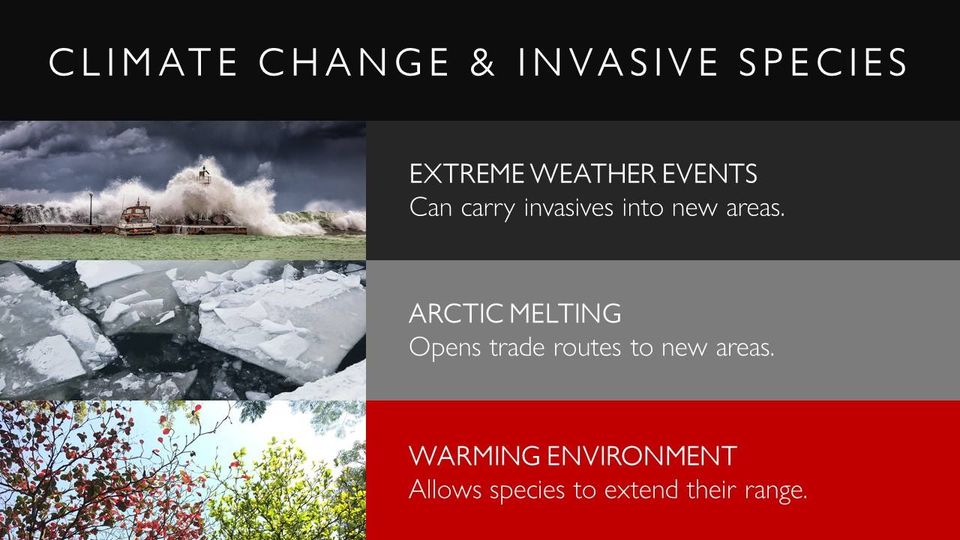 CLIMATE CHANGE & INVASIVE SPECIES
EXTREME WEATHER EVENTS
Can carry invasives into new areas.
ARCTIC MELTING
Opens trade routes to new areas.
WARMING ENVIRONMENT
Allows species to extend their range.